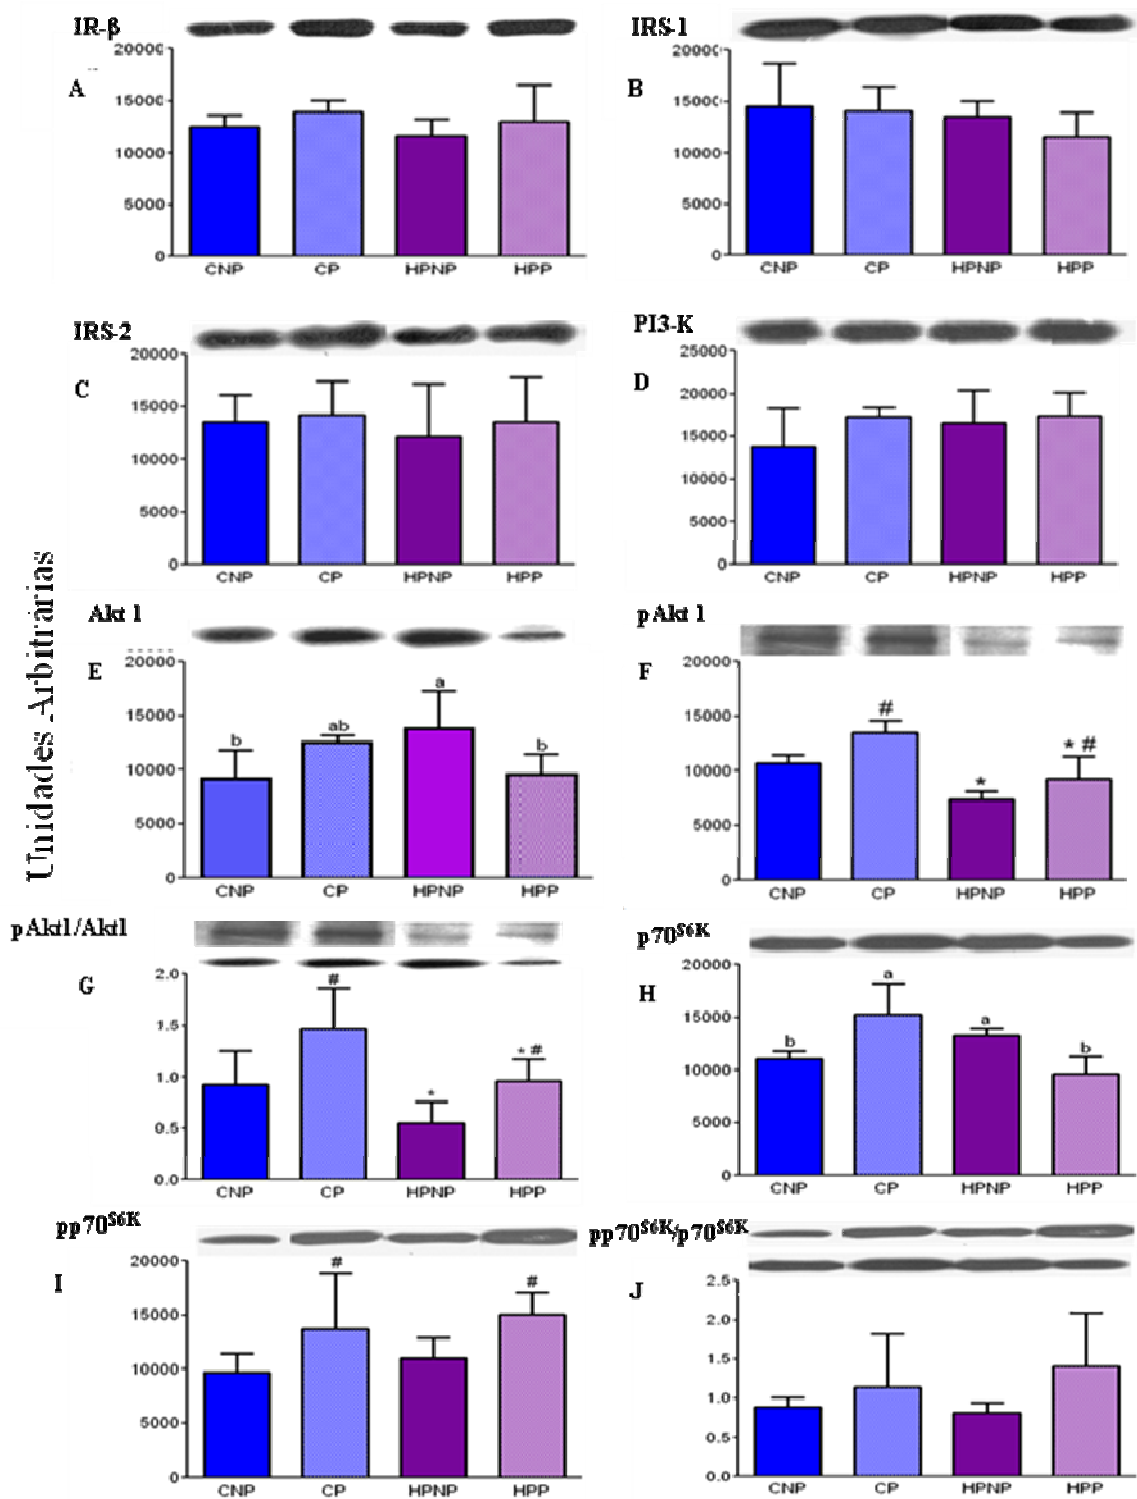 IR-β
A
20000
15000
10000
5000
0
CNP CP HPNP HPP
IRS-1
B
20000
15000
10000
5000
0
CNP CP HPNP HPP
IRS-2
C
20000
15000
10000
5000
0
CNP CP HPNP HPP
PI3-K
D
25000
20000
15000
10000
5000
0
CNP CP HPNP HPP
Unidades Arbitrárias
Akt 1
E
20000
15000
10000
5000
0
b ab a b
CNP CP HPNP HPP
pAkt 1
F
20000
15000
10000
5000
0
# * * #
CNP CP HPNP HPP
pAkt1/Akt1
G
2.0
1.5
1.0
0.5
0.0
# * * #
CNP CP HPNP HPP
p70S6K
H
20000
15000
10000
5000
0
b a a b
CNP CP HPNP HPP
pp70S6K
I
20000
15000
10000
5000
0
# #
CNP CP HPNP HPP
pp70S6K/p70S6K
J
2.5
2.0
1.5
1.0
0.5
0.0
CNP CP HPNP HPP